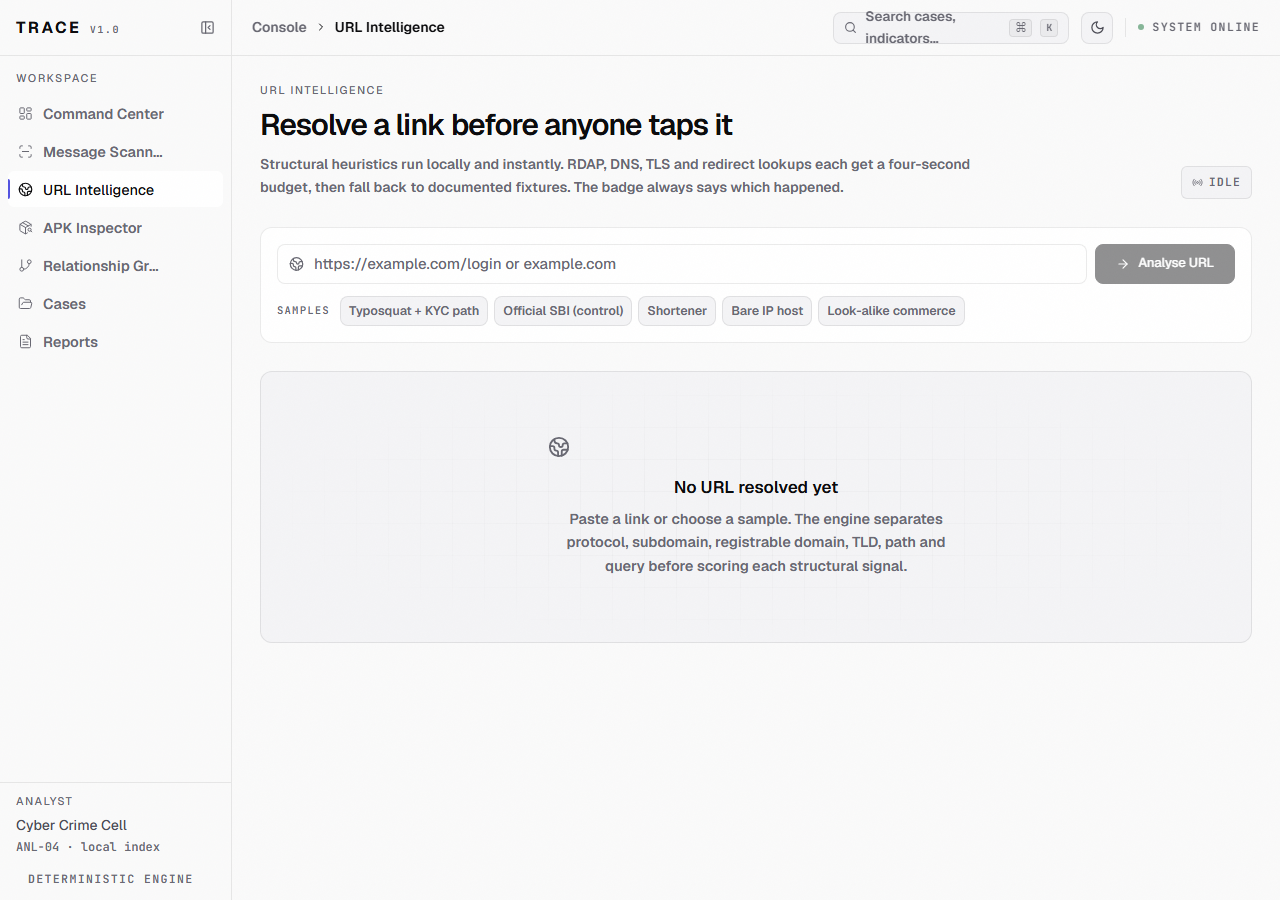 TRACE V1.0
Console > URL Intelligence
Search cases, indicators…
⌘ K
SYSTEM ONLINE
WORKSPACE
Command Center
Message Scann…
URL Intelligence
APK Inspector
Relationship Gr…
Cases
Reports
URL INTELLIGENCE
Resolve a link before anyone taps it
Structural heuristics run locally and instantly. RDAP, DNS, TLS and redirect lookups each get a four-second
budget, then fall back to documented fixtures. The badge always says which happened.
IDLE
https://example.com/login or example.com
Analyse URL
SAMPLES
Typosquat + KYC path
Official SBI (control)
Shortener
Bare IP host
Look-alike commerce
No URL resolved yet
Paste a link or choose a sample. The engine separates
protocol, subdomain, registrable domain, TLD, path and
query before scoring each structural signal.
ANALYST
Cyber Crime Cell
ANL-04 · local index
DETERMINISTIC ENGINE